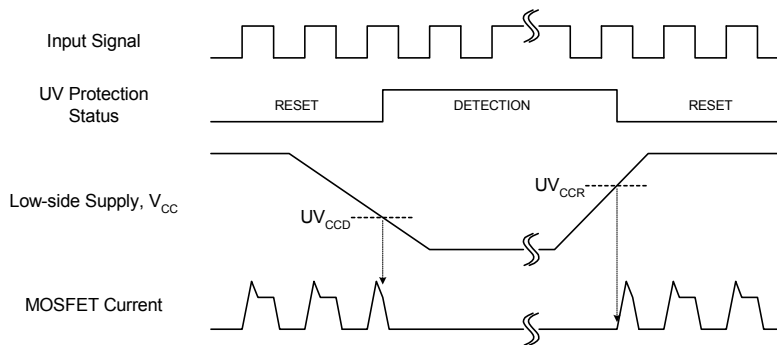 Input Signal
UV Protection
Status
RESET
DETECTION
RESET
Low-side Supply, VCC
UVCCD
UVCCR
MOSFET Current